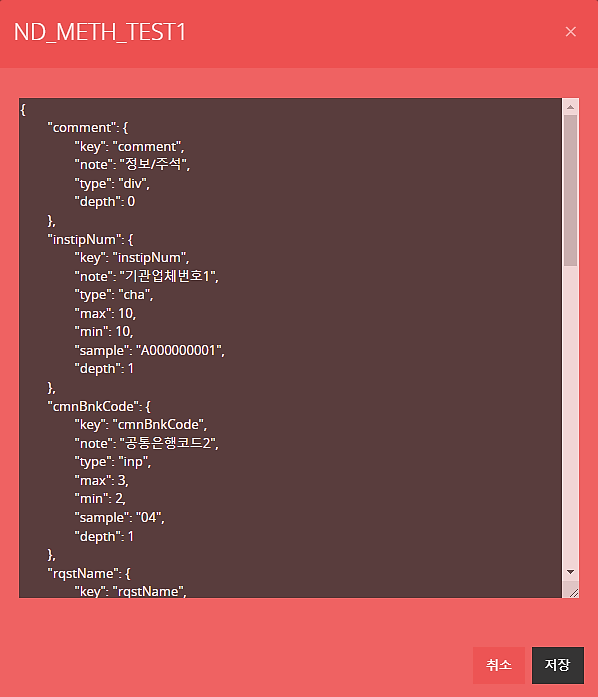 ND_METH_TEST1
×
{
"comment": {
"key": "comment",
"note": "정보/주석",
"type": "div",
"depth": 0
},
"instipNum": {
"key": "instipNum",
"note": "기관업체번호1",
"type": "cha",
"max": 10,
"min": 10,
"sample": "A000000001",
"depth": 1
},
"cmnBnkCode": {
"key": "cmnBnkCode",
"note": "공통은행코드2",
"type": "inp",
"max": 3,
"min": 2,
"sample": "04",
"depth": 1
},
"rqstName": {
"key": "rqstName",
취소 저장